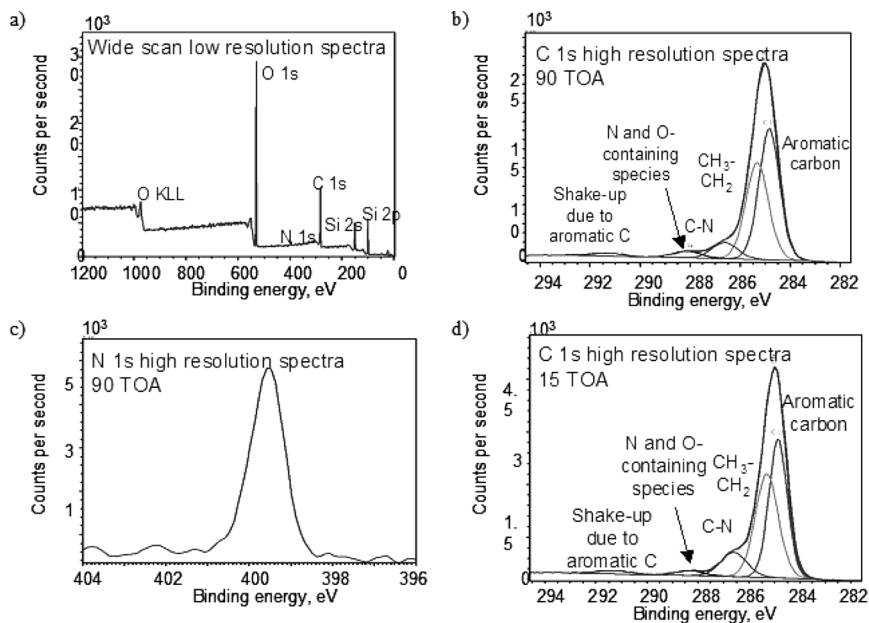 a)
10³
Wide scan low resolution spectra
O 1s
C 1s
O KLL
N 1s
Si 2s
Si 2p
Counts per second
3
0
2
0
1
0
0
1200 1000 800 600 400 200 0
Binding energy, eV
b)
10³
C 1s high resolution spectra
90 TOA
N and O-
containing
species
CH₃-
CH₂
Aromatic
carbon
Shake-up
due to
aromatic C
C-N
Counts per second
2
5
1
5
1
0
0
294 292 290 288 286 284 282
Binding energy, eV
c)
10³
N 1s high resolution spectra
90 TOA
Counts per second
5
3
1
404 402 400 398 396
Binding energy, eV
d)
10³
C 1s high resolution spectra
15 TOA
Aromatic
carbon
N and O-
containing
species
CH₃-
CH₂
Shake-up
due to
aromatic C
C-N
Counts per second
4.
5
3
1.
5
0
294 292 290 288 286 284 282
Binding energy, eV